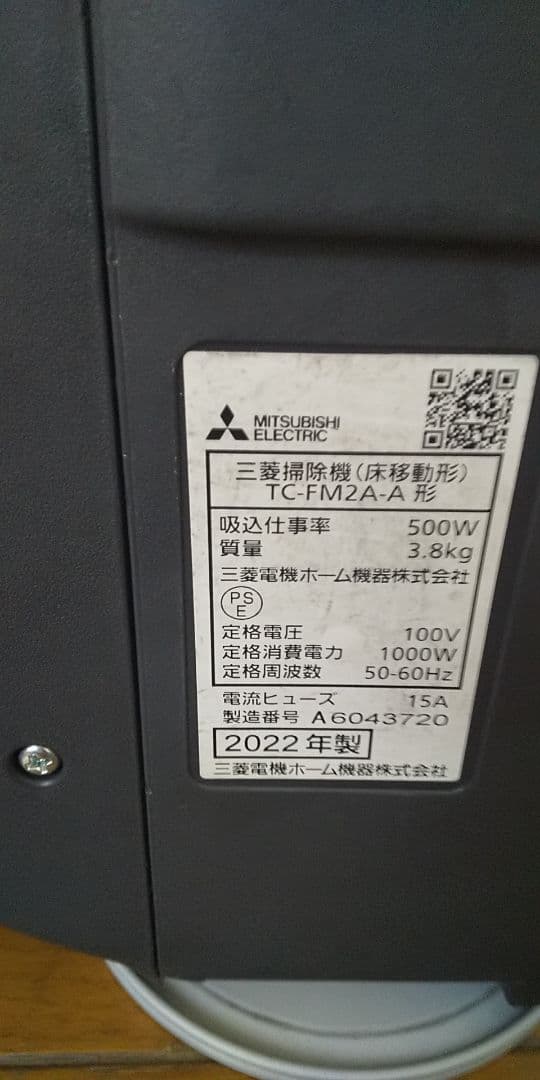 MITSUBISHI
ELECTRIC
三菱掃除機(床移動形)
TC-FM2A-A 形
吸込仕事率 500W
質量 3.8kg
三菱電機ホーム機器株式会社
PS
E
定格電圧 100V
定格消費電力 1000W
定格周波数 50-60Hz
電流ヒューズ 15A
製造番号 A6043720
2022年製
三菱電機ホーム機器株式会社